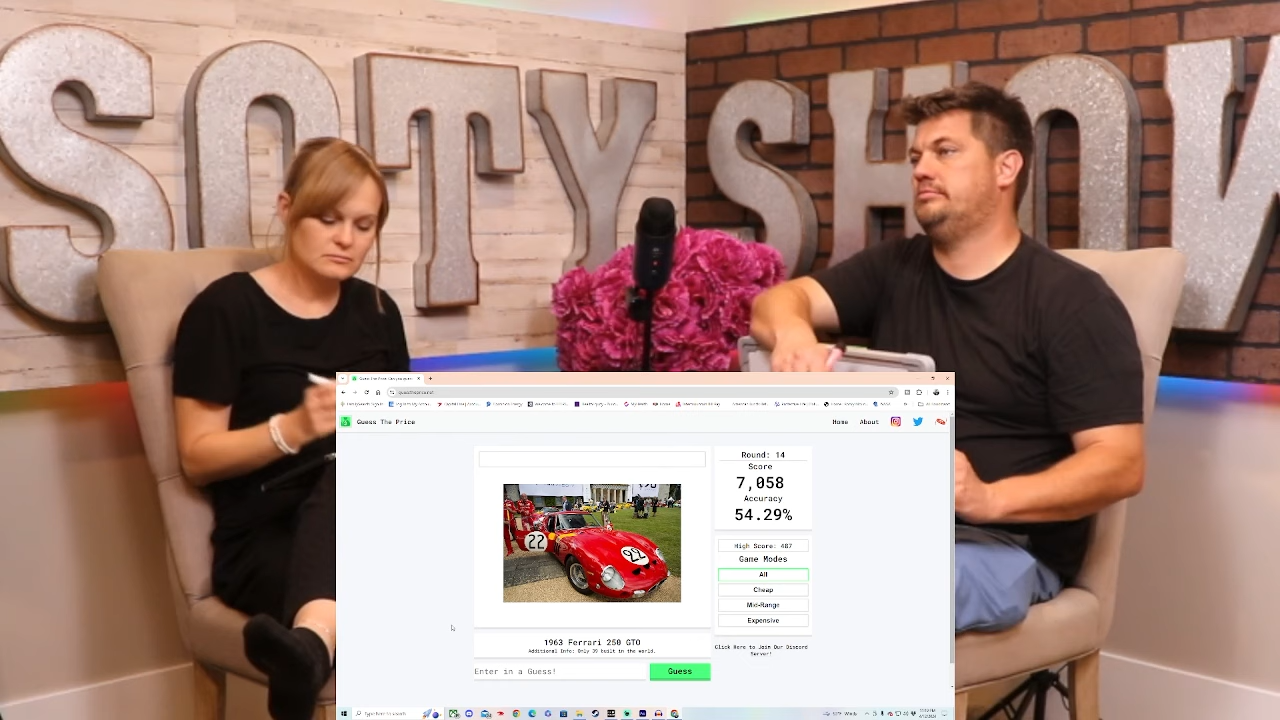 SOTY SHOW
Guess The Price
Home About
Round: 14
Score
7,058
Accuracy
54.29%
22
22
High Score: 487
Game Modes
All
Cheap
Mid-Range
Expensive
1963 Ferrari 250 GTO
Additional Info: Only 39 built in the world.
Click Here to Join Our Discord
Server!
Enter in a Guess!
Guess